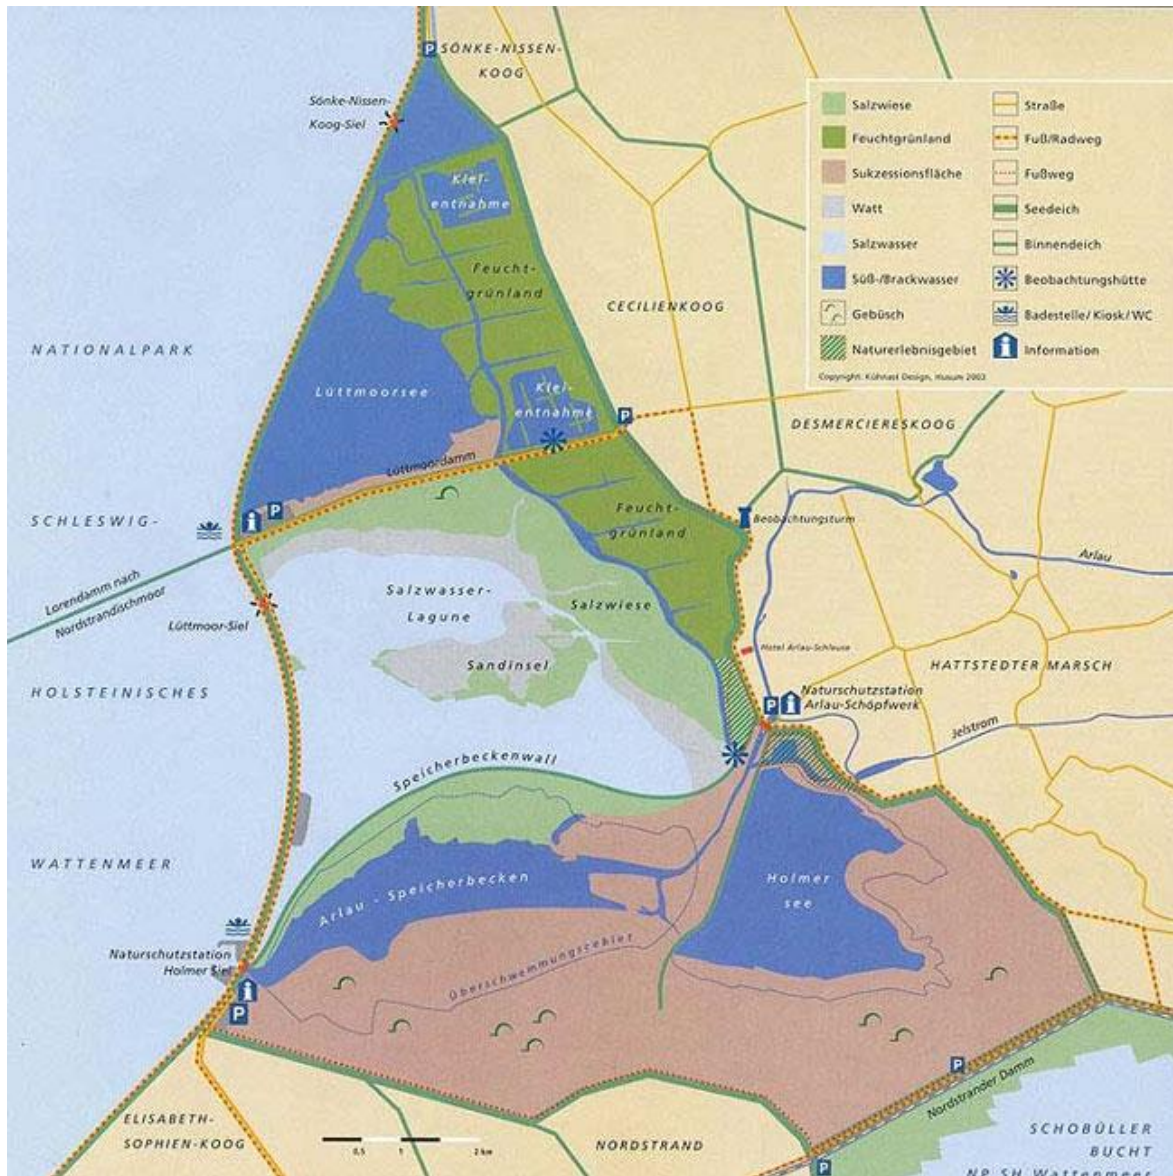 SÖNKE-NISSEN-
KOOG
P
Sönke-Nissen-
Koog-Siel
Salzwiese
Feuchtgrünland
Sukzessionsfläche
Watt
Salzwasser
Süß-/Brackwasser
Gebüsch
Naturerlebnisgebiet
Straße
Fuß/Radweg
Fußweg
Seedeich
Binnendeich
Beobachtungshütte
Badestelle/Kiosk/WC
i
Information
Copyright: Kühnast Design, Husum 2003
Klei-
entnahme
Feucht-
grünland
CECILIENKOOG
NATIONALPARK
Lüttmoorsee
Klei-
entnahme
P
DESMERCIERESKOOG
Lüttmoordamm
SCHLESWIG-
i
P
Feucht-
grünland
Beobachtungsturm
Arlau
Lorendamm nach
Nordstrandischmoor
Salzwasser-
Lagune
Salzwiese
Lüttmoor-Siel
Hotel Arlau-Schleuse
Sandinsel
HATTSTEDTER MARSCH
HOLSTEINISCHES
Naturschutzstation
Arlau-Schöpfwerk
P
i
Jelstrom
Speicherbeckenwall
WATTENMEER
Arlau - Speicherbecken
Holmer
see
Naturschutzstation
Holmer Siel
Überschwemmungsgebiet
i
P
P
Nordstrander Damm
ELISABETH-
SOPHIEN-KOOG
0,5
1
2 km
NORDSTRAND
P
SCHOBÜLLER
BUCHT
NP SH Wattenmeer